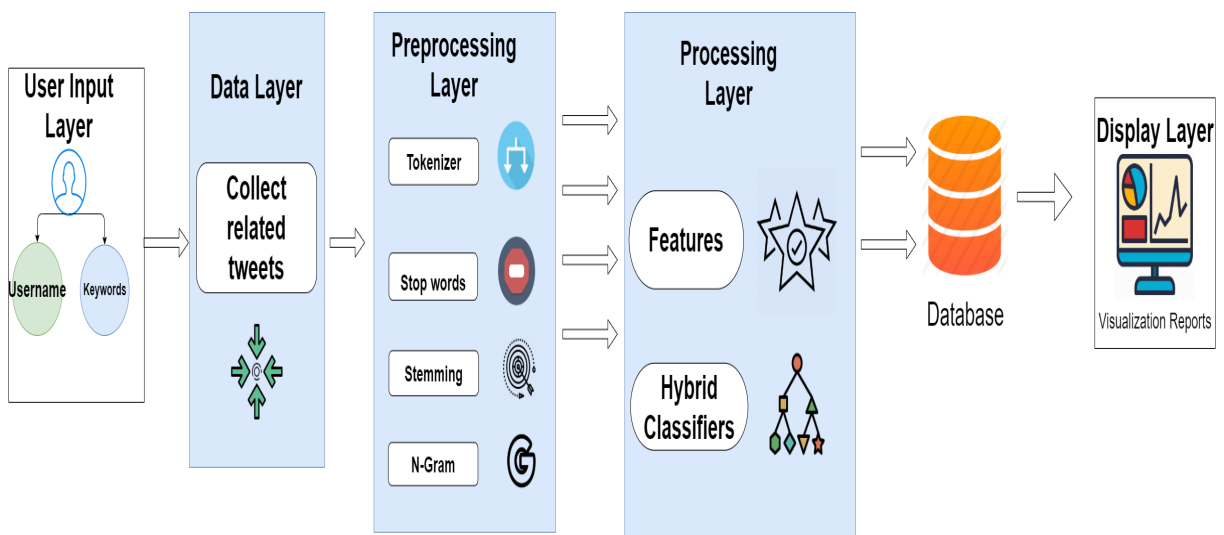 User Input
Layer
Username
Keywords
Data Layer
Collect
related
tweets
Preprocessing
Layer
Tokenizer
Stop words
Stemming
N-Gram
G
Processing
Layer
Features
Hybrid
Classifiers
Database
Display Layer
Visualization Reports